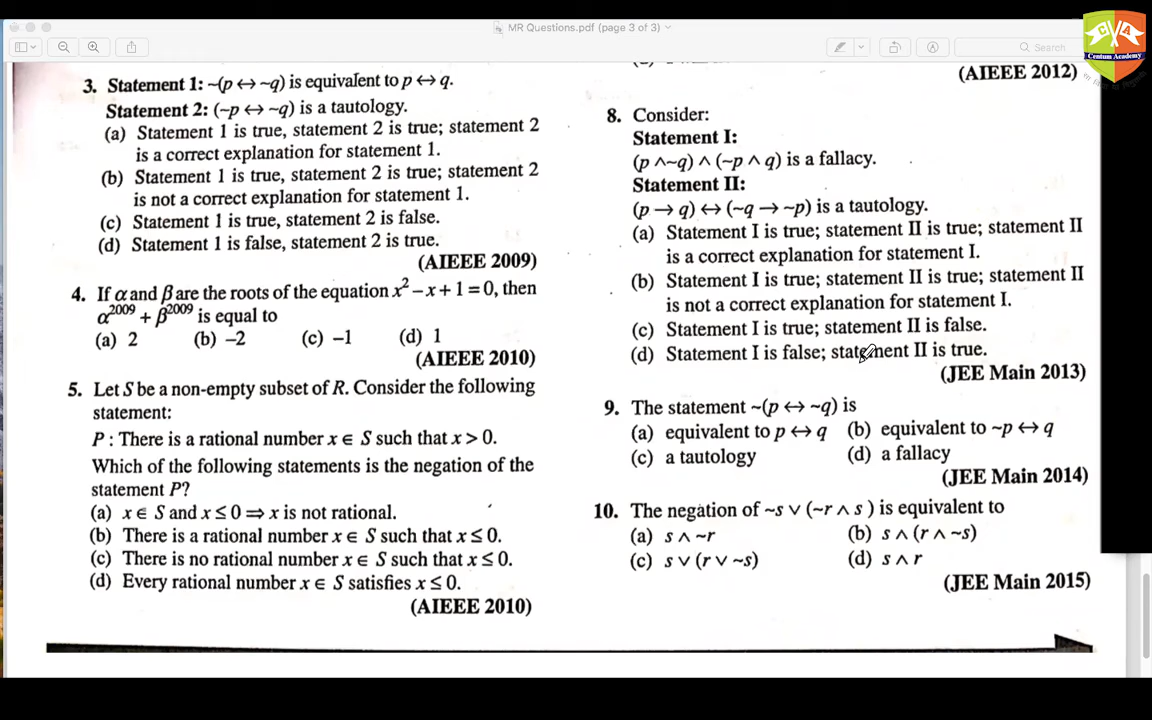 MR Questions.pdf (page 3 of 3)
Search
CA
Centum Academy
3. Statement 1: ~(p ↔ ~q) is equivalent to p ↔ q.
Statement 2: (~p ↔ ~q) is a tautology.
(a) Statement 1 is true, statement 2 is true; statement 2
is a correct explanation for statement 1.
(b) Statement 1 is true, statement 2 is true; statement 2
is not a correct explanation for statement 1.
(c) Statement 1 is true, statement 2 is false.
(d) Statement 1 is false, statement 2 is true.
(AIEEE 2009)
4. If α and β are the roots of the equation x² – x + 1 = 0, then
α²⁰⁰⁹ + β²⁰⁰⁹ is equal to
(a) 2 (b) –2 (c) –1 (d) 1
(AIEEE 2010)
5. Let S be a non-empty subset of R. Consider the following
statement:
P : There is a rational number x ∈ S such that x > 0.
Which of the following statements is the negation of the
statement P?
(a) x ∈ S and x ≤ 0 ⇒ x is not rational.
(b) There is a rational number x ∈ S such that x ≤ 0.
(c) There is no rational number x ∈ S such that x ≤ 0.
(d) Every rational number x ∈ S satisfies x ≤ 0.
(AIEEE 2010)
(AIEEE 2012)
8. Consider:
Statement I:
(p ∧ ~q) ∧ (~p ∧ q) is a fallacy.
Statement II:
(p → q) ↔ (~q → ~p) is a tautology.
(a) Statement I is true; statement II is true; statement II
is a correct explanation for statement I.
(b) Statement I is true; statement II is true; statement II
is not a correct explanation for statement I.
(c) Statement I is true; statement II is false.
(d) Statement I is false; statement II is true.
(JEE Main 2013)
9. The statement ~(p ↔ ~q) is
(a) equivalent to p ↔ q (b) equivalent to ~p ↔ q
(c) a tautology (d) a fallacy
(JEE Main 2014)
10. The negation of ~s ∨ (~r ∧ s) is equivalent to
(a) s ∧ ~r (b) s ∧ (r ∧ ~s)
(c) s ∨ (r ∨ ~s) (d) s ∧ r
(JEE Main 2015)